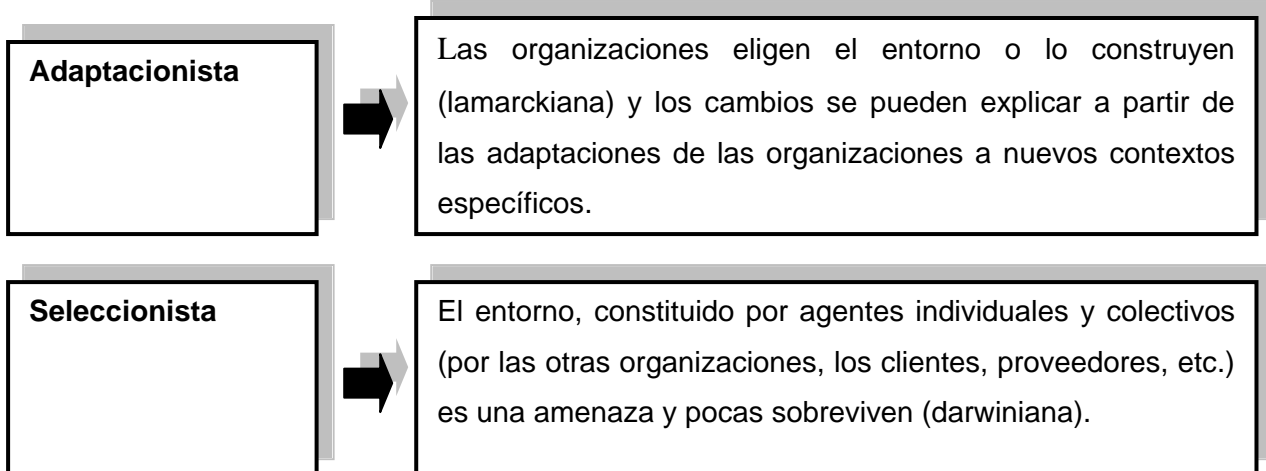 Adaptacionista
Las organizaciones eligen el entorno o lo construyen
(lamarckiana) y los cambios se pueden explicar a partir de
las adaptaciones de las organizaciones a nuevos contextos
específicos.
Seleccionista
El entorno, constituido por agentes individuales y colectivos
(por las otras organizaciones, los clientes, proveedores, etc.)
es una amenaza y pocas sobreviven (darwiniana).